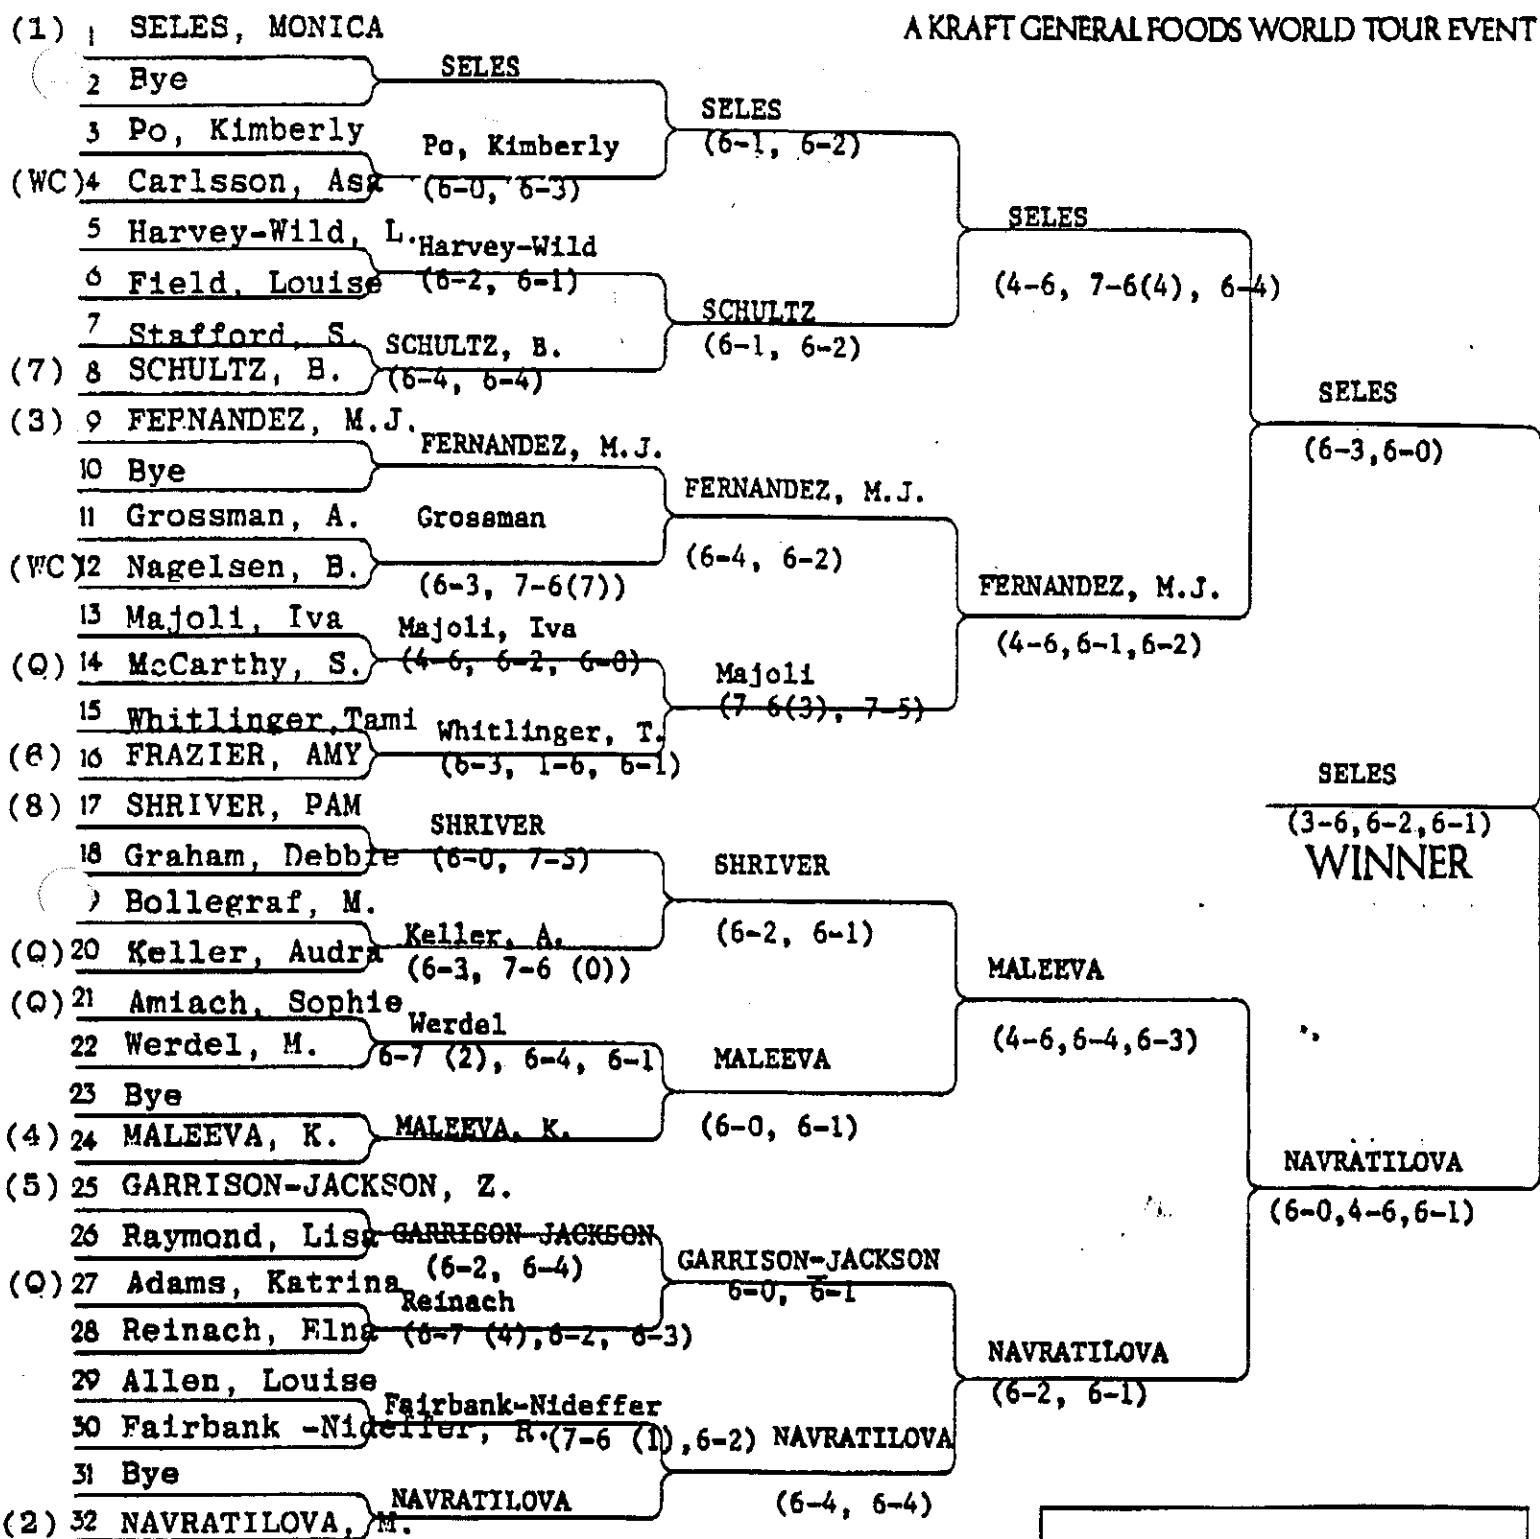 A KRAFT GENERAL FOODS WORLD TOUR EVENT
(1) 1 SELES, MONICA
2 Bye
3 Po, Kimberly
(WC)4 Carlsson, Asa
5 Harvey-Wild, L.
6 Field, Louise
7 Stafford, S.
(7) 8 SCHULTZ, B.
(3) 9 FERNANDEZ, M.J.
10 Bye
11 Grossman, A.
(WC)12 Nagelsen, B.
13 Majoli, Iva
(Q) 14 McCarthy, S.
15 Whitlinger,Tami
(6) 16 FRAZIER, AMY
(8) 17 SHRIVER, PAM
18 Graham, Debbie
9 Bollegraf, M.
(Q) 20 Keller, Audra
(Q) 21 Amiach, Sophie
22 Werdel, M.
23 Bye
(4) 24 MALEEVA, K.
(5) 25 GARRISON-JACKSON, Z.
26 Raymond, Lisa
(Q) 27 Adams, Katrina
28 Reinach, Elna
29 Allen, Louise
30 Fairbank -Nideffer, R.
31 Bye
(2) 32 NAVRATILOVA, M.
SELES
Po, Kimberly
(6-0, 6-3)
Harvey-Wild
(6-2, 6-1)
SCHULTZ, B.
(6-4, 6-4)
FERNANDEZ, M.J.
Grossman
(6-3, 7-6(7))
Majoli, Iva
(4-6, 6-2, 6-0)
Whitlinger, T.
(6-3, 1-6, 6-1)
SHRIVER
(6-0, 7-5)
Keller, A.
(6-3, 7-6 (0))
Werdel
6-7 (2), 6-4, 6-1
MALEEVA, K.
GARRISON-JACKSON
(6-2, 6-4)
Reinach
(6-7 (4),6-2, 6-3)
Fairbank-Nideffer
(7-6 (1),6-2)
NAVRATILOVA
SELES
(6-1, 6-2)
SCHULTZ
(6-1, 6-2)
FERNANDEZ, M.J.
(6-4, 6-2)
Majoli
(7-6(3), 7-5)
SHRIVER
(6-2, 6-1)
MALEEVA
(6-0, 6-1)
GARRISON-JACKSON
6-0, 6-1
NAVRATILOVA
(6-4, 6-4)
SELES
(4-6, 7-6(4), 6-4)
FERNANDEZ, M.J.
(4-6,6-1,6-2)
MALEEVA
(4-6,6-4,6-3)
NAVRATILOVA
(6-2, 6-1)
SELES
(6-3,6-0)
NAVRATILOVA
(6-0,4-6,6-1)
SELES
(3-6,6-2,6-1)
WINNER